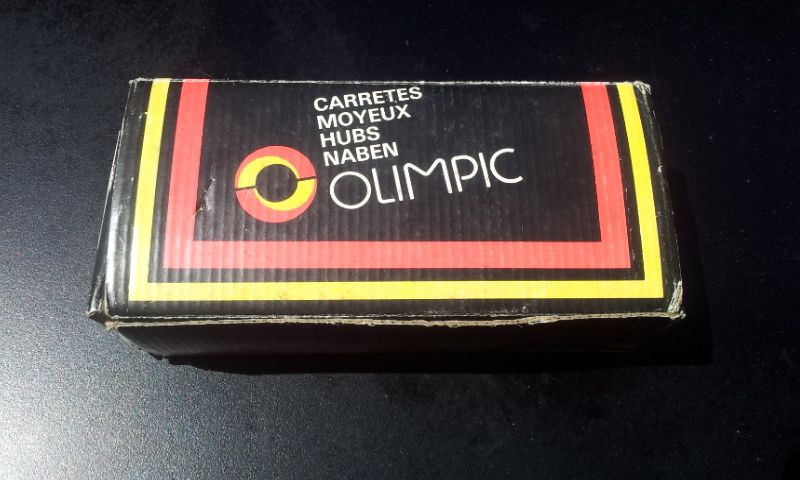 CARRETES
MOYEUX
HUBS
NABEN
OLIMPIC